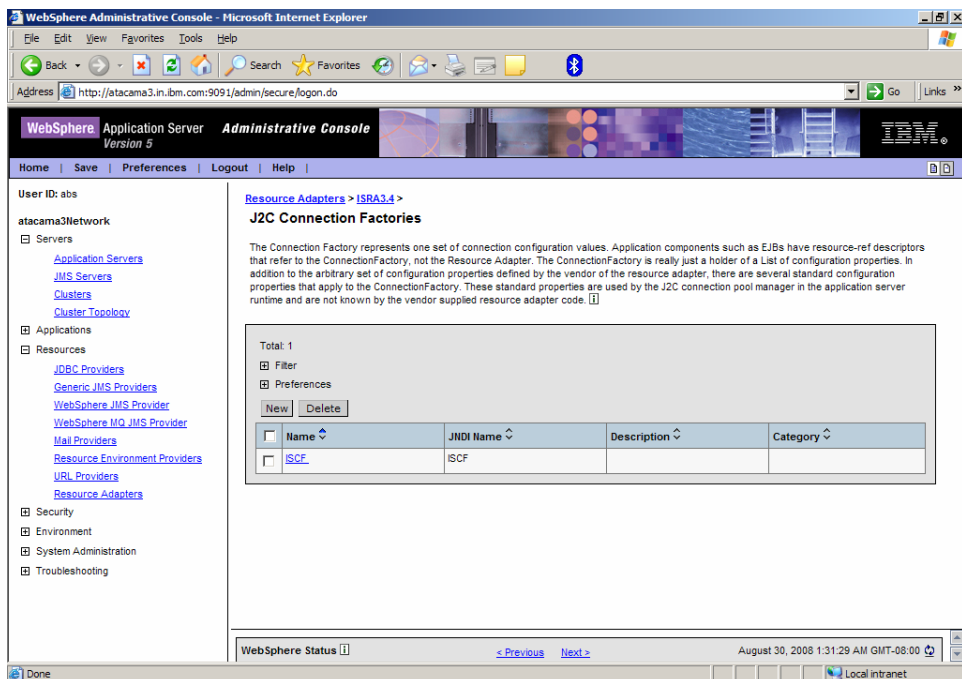 WebSphere Administrative Console - Microsoft Internet Explorer
File Edit View Favorites Tools Help
Back Search Favorites
Address http://atacama3.in.ibm.com:9091/admin/secure/logon.do Go Links »
WebSphere Application Server Administrative Console
Version 5
IBM®
Home | Save | Preferences | Logout | Help |
User ID: abs
atacama3Network
Servers
Application Servers
JMS Servers
Clusters
Cluster Topology
Applications
Resources
JDBC Providers
Generic JMS Providers
WebSphere JMS Provider
WebSphere MQ JMS Provider
Mail Providers
Resource Environment Providers
URL Providers
Resource Adapters
Security
Environment
System Administration
Troubleshooting
Resource Adapters > ISRA3.4 >
J2C Connection Factories
The Connection Factory represents one set of connection configuration values. Application components such as EJBs have resource-ref descriptors
that refer to the ConnectionFactory, not the Resource Adapter. The ConnectionFactory is really just a holder of a List of configuration properties. In
addition to the arbitrary set of configuration properties defined by the vendor of the resource adapter, there are several standard configuration
properties that apply to the ConnectionFactory. These standard properties are used by the J2C connection pool manager in the application server
runtime and are not known by the vendor supplied resource adapter code. i
Total: 1
Filter
Preferences
New Delete
Name JNDI Name Description Category
ISCF ISCF
WebSphere Status i < Previous Next > August 30, 2008 1:31:29 AM GMT-08:00
Done Local intranet